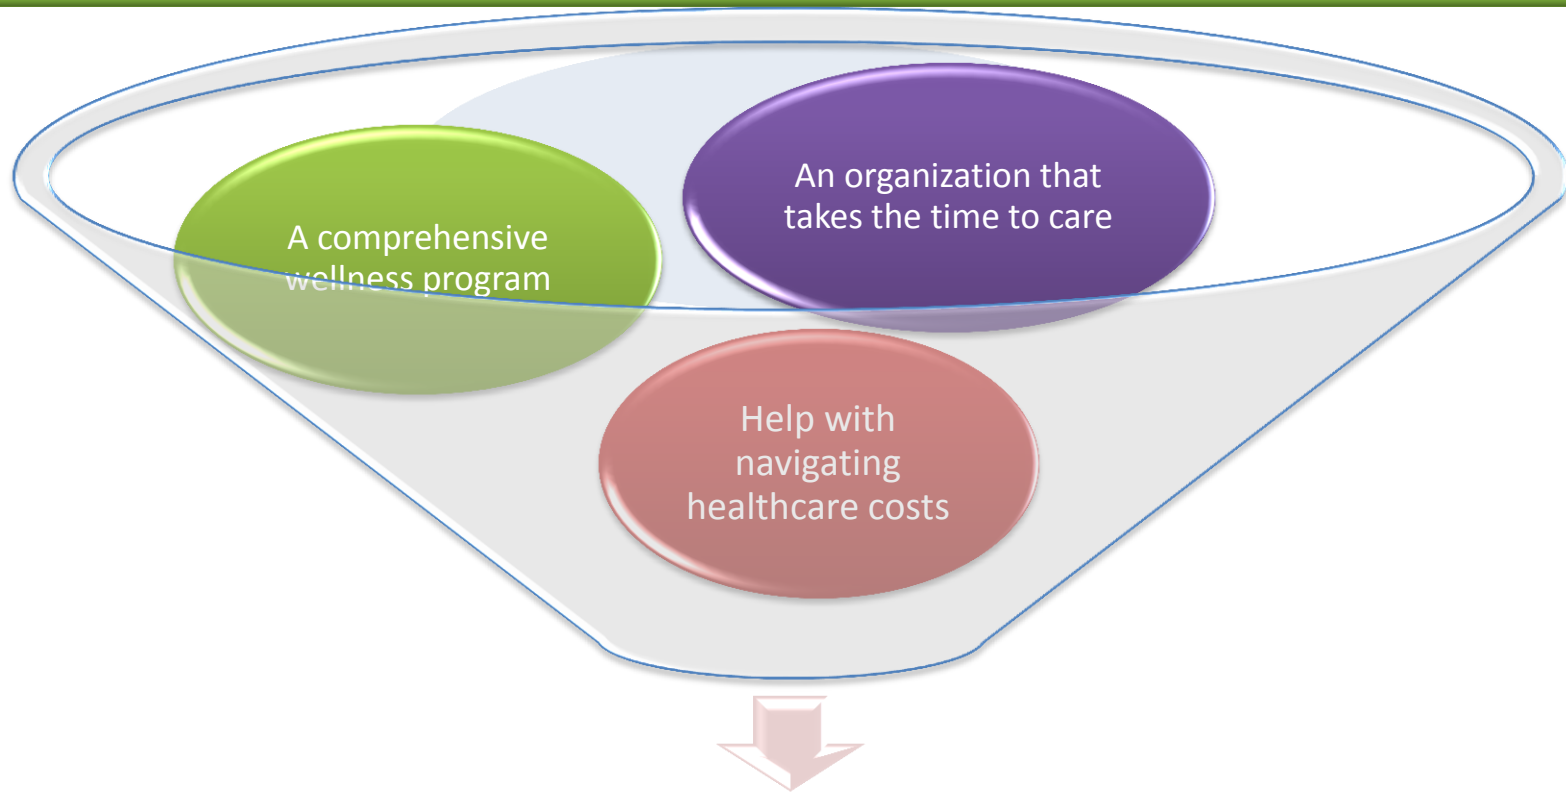 A comprehensive
wellness program
An organization that
takes the time to care
Help with
navigating
healthcare costs